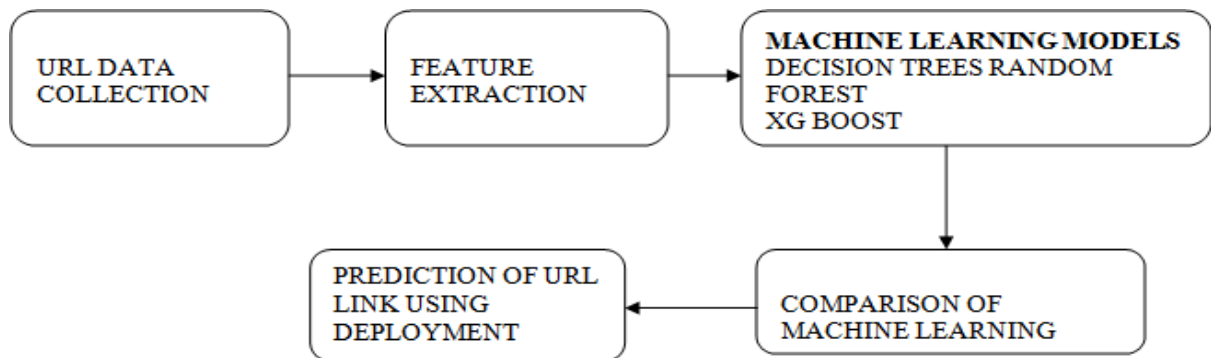 URL DATA
COLLECTION
FEATURE
EXTRACTION
MACHINE LEARNING MODELS
DECISION TREES RANDOM
FOREST
XG BOOST
PREDICTION OF URL
LINK USING
DEPLOYMENT
COMPARISON OF
MACHINE LEARNING